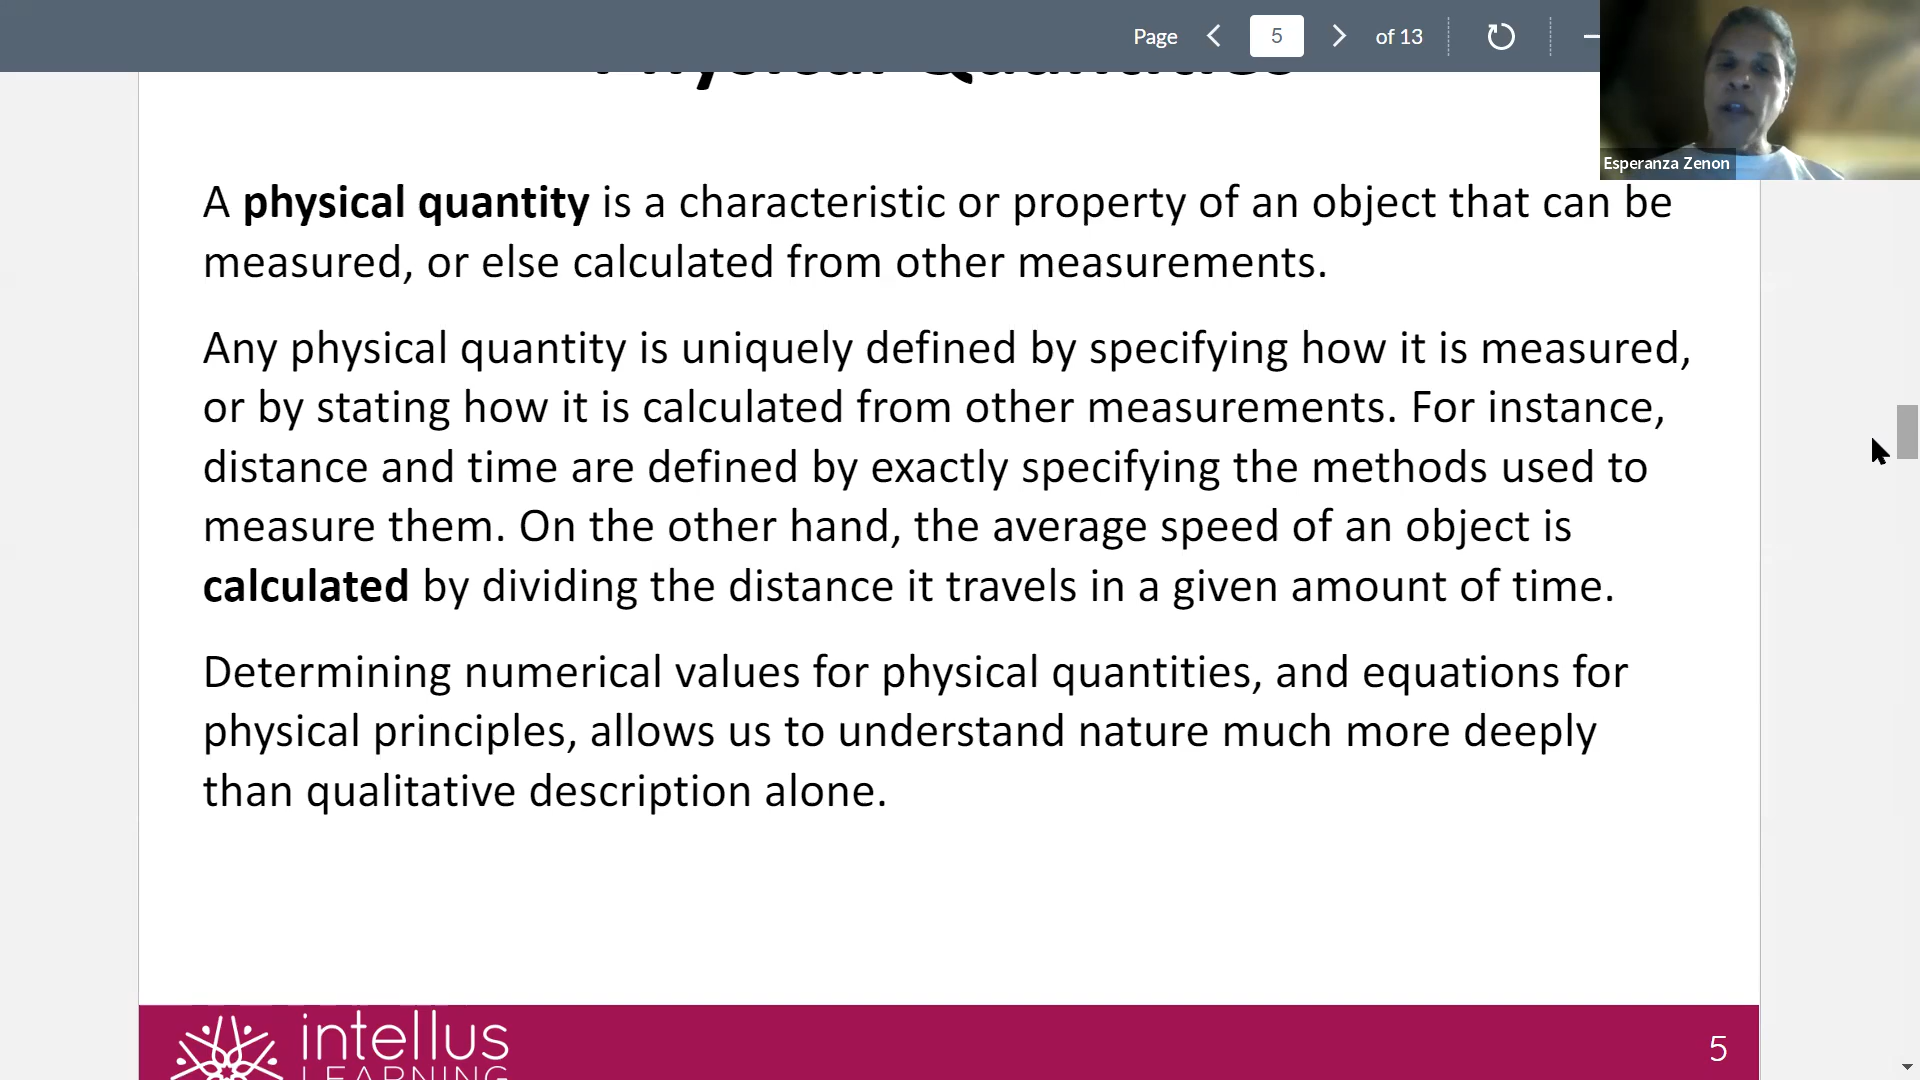 Page 5 of 13
Physical Quantities
Esperanza Zenon
A physical quantity is a characteristic or property of an object that can be
measured, or else calculated from other measurements.
Any physical quantity is uniquely defined by specifying how it is measured,
or by stating how it is calculated from other measurements. For instance,
distance and time are defined by exactly specifying the methods used to
measure them. On the other hand, the average speed of an object is
calculated by dividing the distance it travels in a given amount of time.
Determining numerical values for physical quantities, and equations for
physical principles, allows us to understand nature much more deeply
than qualitative description alone.
intellus
LEARNING
5